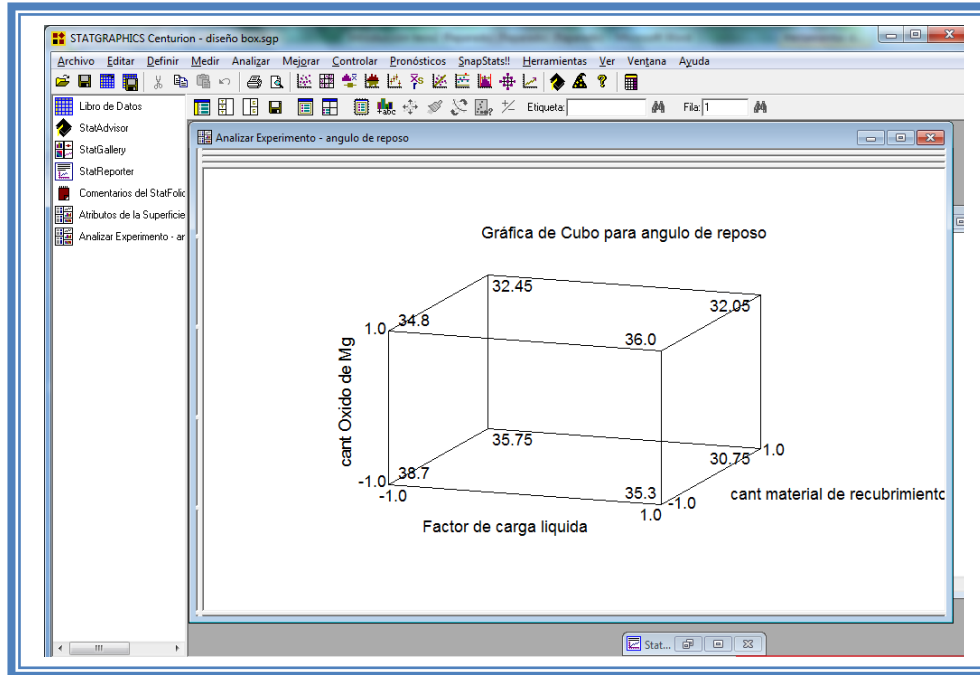 STATGRAPHICS Centurion - diseño box.sgp
Archivo Editar Definir Medir Analizar Mejorar Controlar Pronósticos SnapStats!! Herramientas Ver Ventana Ayuda
Etiqueta: Fila: 1
Libro de Datos
StatAdvisor
StatGallery
StatReporter
Comentarios del StatFolio
Atributos de la Superficie
Analizar Experimento - an
Analizar Experimento - angulo de reposo
Gráfica de Cubo para angulo de reposo
32.45
32.05
1.0 34.8
36.0
cant Oxido de Mg
35.75
30.75 1.0
-1.0 38.7
35.3 -1.0
-1.0
1.0
cant material de recubrimiento
Factor de carga liquida
Stat...